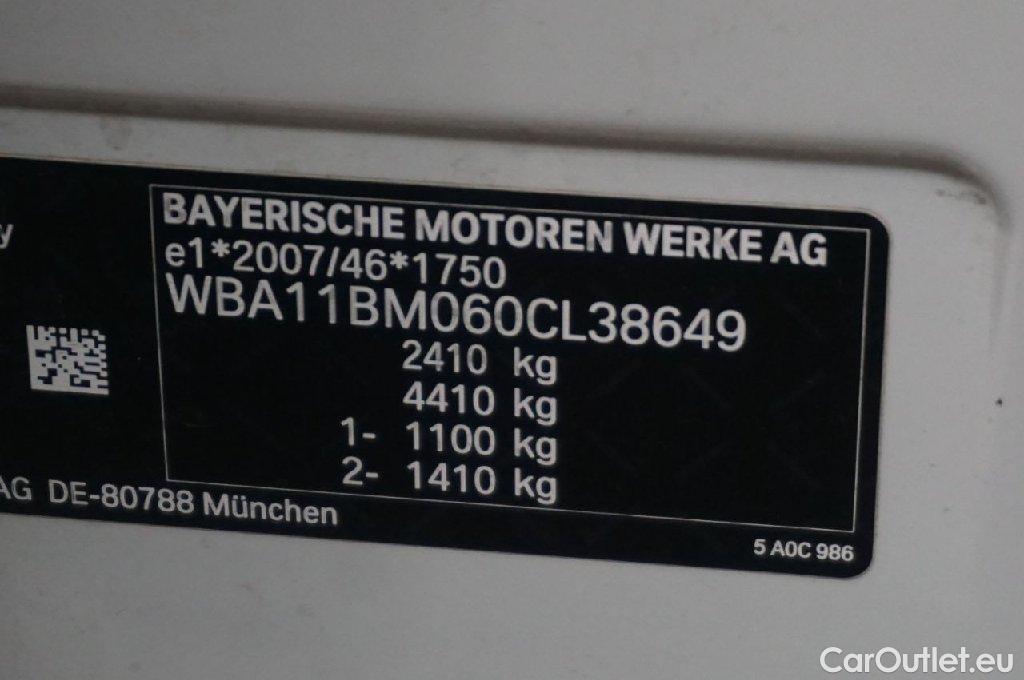 y
BAYERISCHE MOTOREN WERKE AG
e1*2007/46*1750
WBA11BM060CL38649
2410 kg
4410 kg
1- 1100 kg
2- 1410 kg
AG DE-80788 München
5 A0C 986
CarOutlet.eu